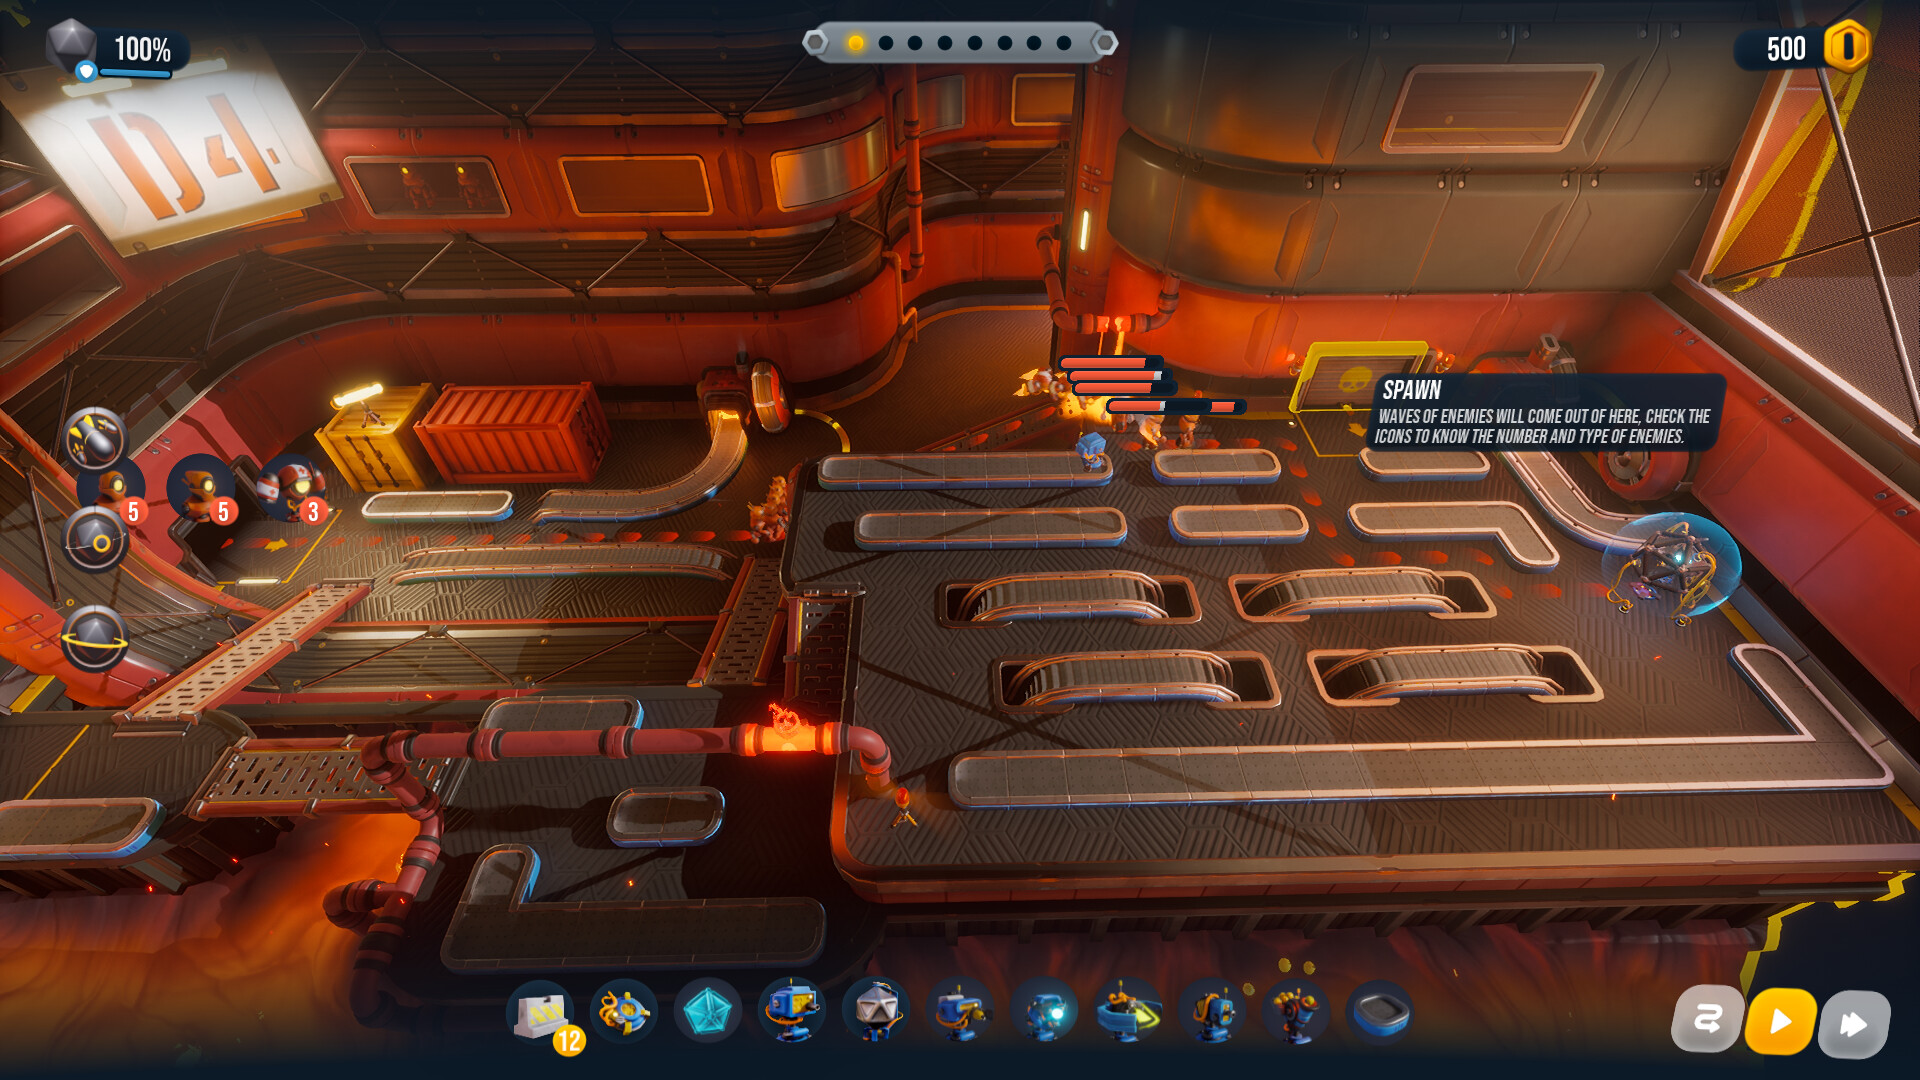 100%
500
D4.
SPAWN
WAVES OF ENEMIES WILL COME OUT OF HERE, CHECK THE
ICONS TO KNOW THE NUMBER AND TYPE OF ENEMIES.
5
5
3
12